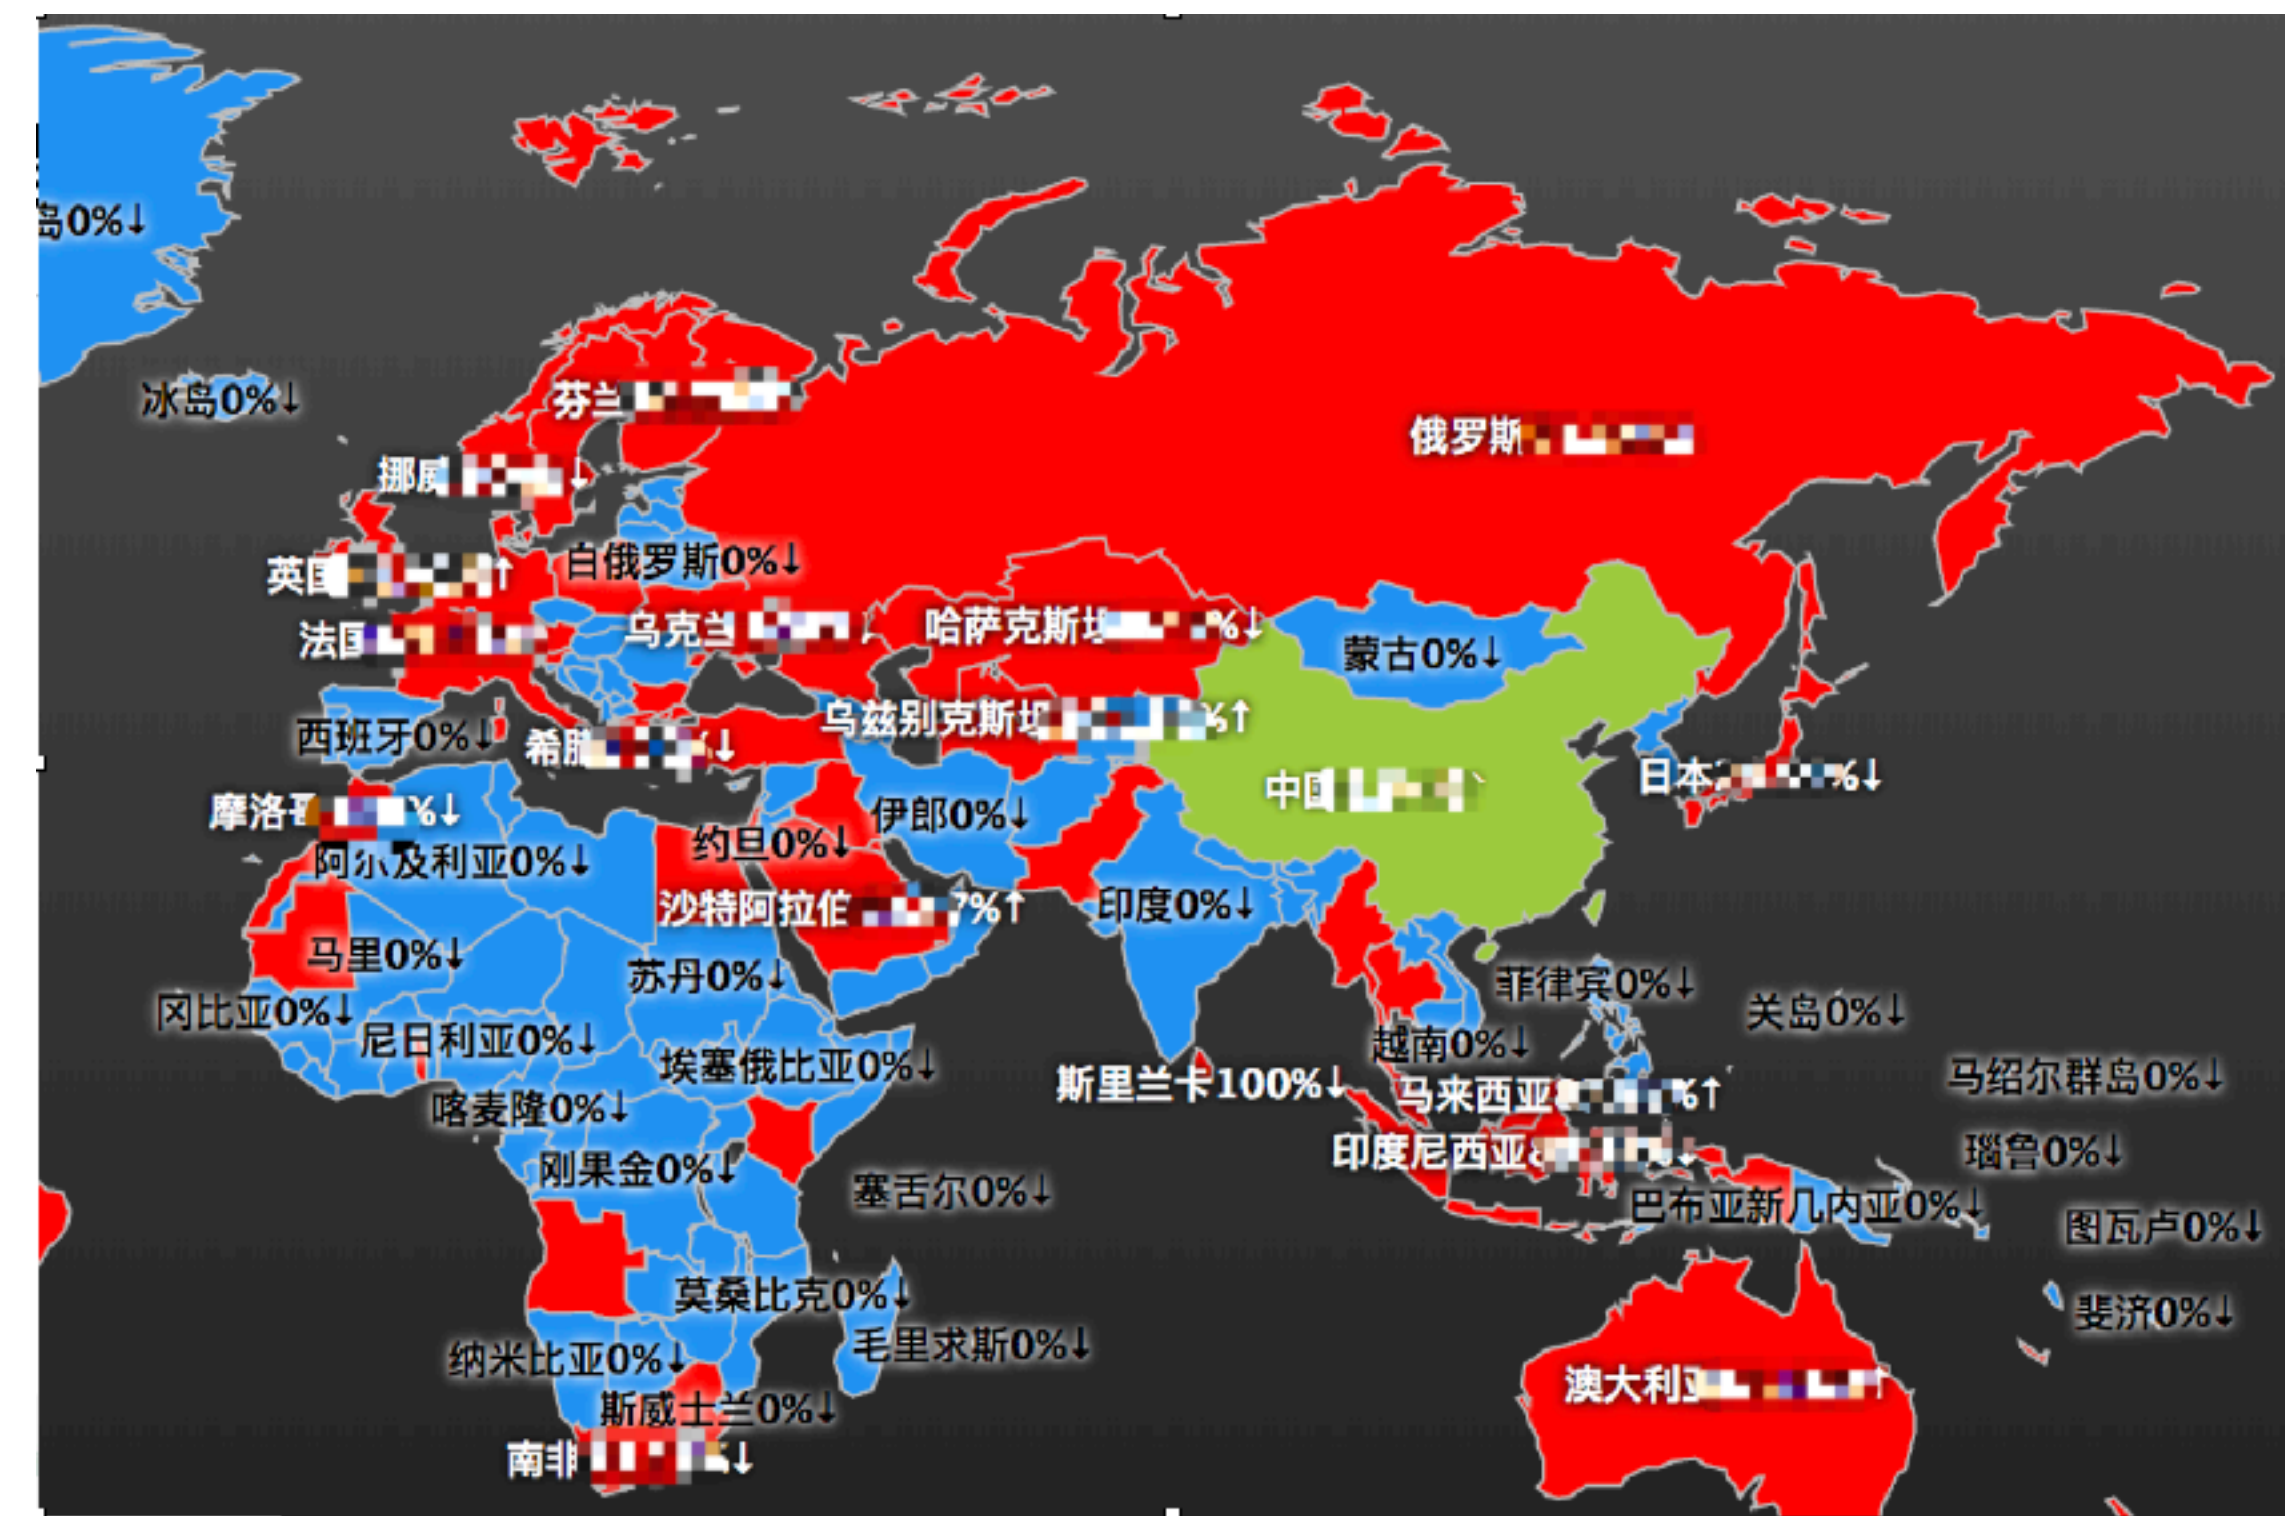 岛0%↓
冰岛0%↓
芬兰
俄罗斯
挪威
↓
英国
↑
白俄罗斯0%↓
法国
乌克兰
哈萨克斯坦
%↓
蒙古0%↓
乌兹别克斯坦
%↑
西班牙0%↓
希腊
↓
中国
日本
%↓
摩洛哥
%↓
伊郎0%↓
约旦0%↓
阿尔及利亚0%↓
沙特阿拉伯
7%↑
印度0%↓
马里0%↓
苏丹0%↓
菲律宾0%↓
冈比亚0%↓
关岛0%↓
尼日利亚0%↓
越南0%↓
埃塞俄比亚0%↓
斯里兰卡100%↓
马来西亚
%↑
马绍尔群岛0%↓
喀麦隆0%↓
印度尼西亚
↓
瑙鲁0%↓
刚果金0%↓
塞舌尔0%↓
巴布亚新几内亚0%↓
图瓦卢0%↓
莫桑比克0%↓
斐济0%↓
毛里求斯0%↓
纳米比亚0%↓
澳大利亚
↑
斯威士兰0%↓
南非
↓